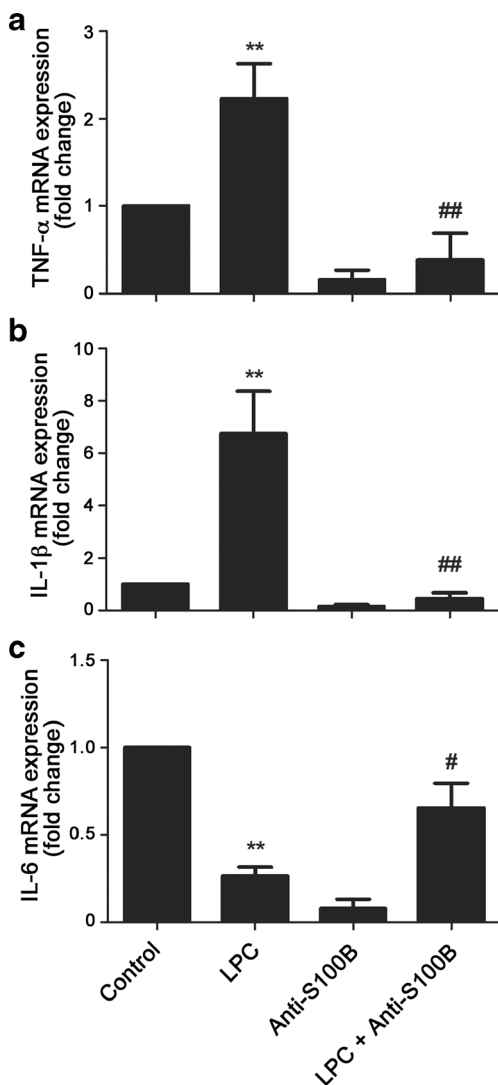 a
TNF-α mRNA expression
(fold change)
3
2
1
0
**
##
b
IL-1β mRNA expression
(fold change)
10
8
6
4
2
0
**
##
c
IL-6 mRNA expression
(fold change)
1.5
1.0
0.5
0
**
#
Control
LPC
Anti-S100B
LPC + Anti-S100B